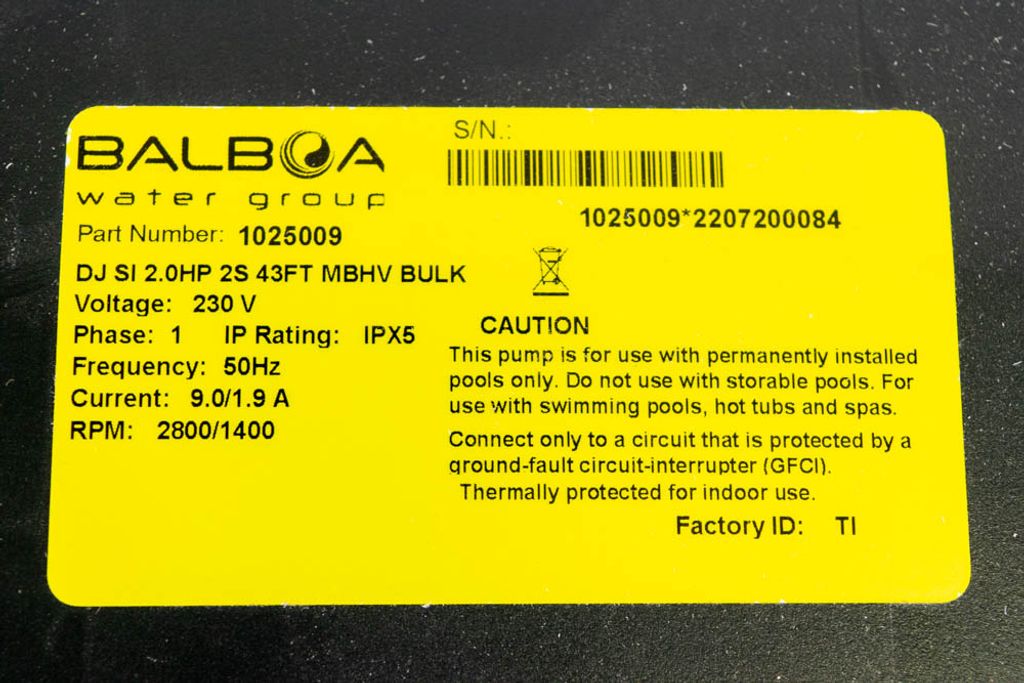 BALBOA
water group
Part Number: 1025009
DJ SI 2.0HP 2S 43FT MBHV BULK
Voltage: 230 V
Phase: 1 IP Rating: IPX5
Frequency: 50Hz
Current: 9.0/1.9 A
RPM: 2800/1400
S/N.:
1025009*2207200084
CAUTION
This pump is for use with permanently installed
pools only. Do not use with storable pools. For
use with swimming pools, hot tubs and spas.
Connect only to a circuit that is protected by a
ground-fault circuit-interrupter (GFCI).
Thermally protected for indoor use.
Factory ID: TI